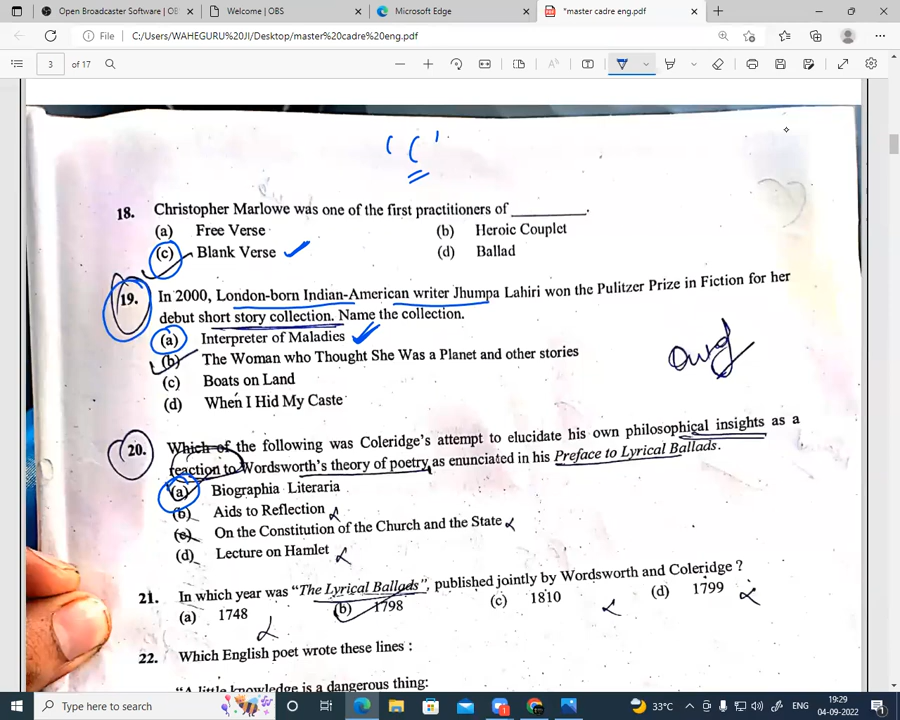 Open Broadcaster Software | OB
Welcome | OBS
Microsoft Edge
*master cadre eng.pdf
File
C:/Users/WAHEGURU%20JI/Desktop/master%20cadre%20eng.pdf
3 of 17
18. Christopher Marlowe was one of the first practitioners of __________.
(a) Free Verse (b) Heroic Couplet
(c) Blank Verse (d) Ballad
19. In 2000, London-born Indian-American writer Jhumpa Lahiri won the Pulitzer Prize in Fiction for her
debut short story collection. Name the collection.
(a) Interpreter of Maladies
(b) The Woman who Thought She Was a Planet and other stories
(c) Boats on Land
(d) When I Hid My Caste
20. Which of the following was Coleridge's attempt to elucidate his own philosophical insights as a
reaction to Wordsworth's theory of poetry as enunciated in his Preface to Lyrical Ballads.
(a) Biographia Literaria
(b) Aids to Reflection
(c) On the Constitution of the Church and the State
(d) Lecture on Hamlet
21. In which year was "The Lyrical Ballads", published jointly by Wordsworth and Coleridge ?
(a) 1748 (b) 1798 (c) 1810 (d) 1799
22. Which English poet wrote these lines :
"A little knowledge is a dangerous thing:
Type here to search
33°C
ENG
19:29
04-09-2022